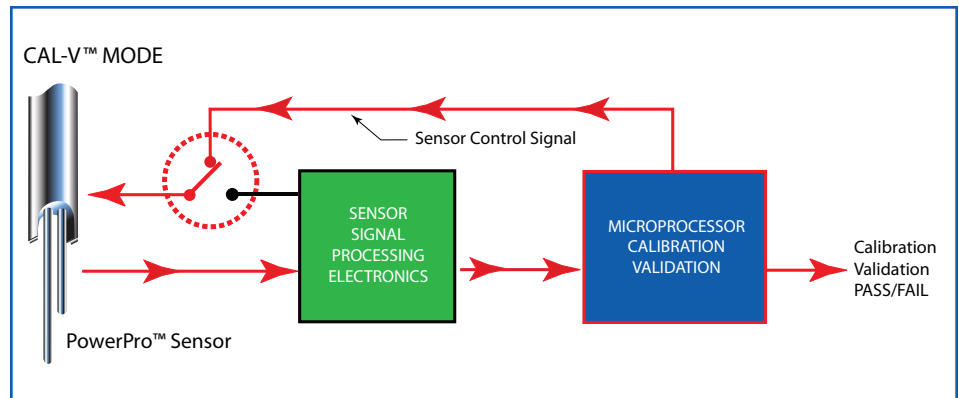 CAL-V™ MODE
Sensor Control Signal
SENSOR
SIGNAL
PROCESSING
ELECTRONICS
MICROPROCESSOR
CALIBRATION
VALIDATION
Calibration
Validation
PASS/FAIL
PowerPro™ Sensor